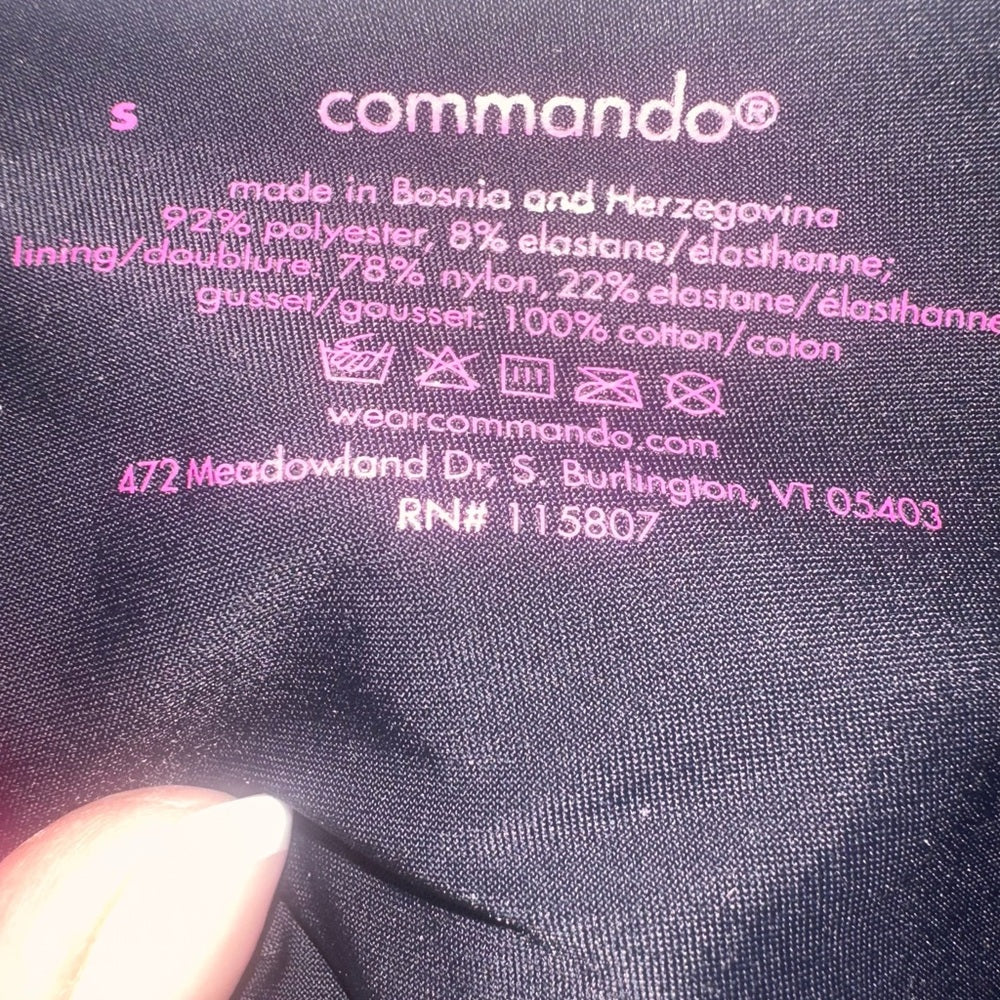 s commando®
made in Bosnia and Herzegovina
92% polyester, 8% elastane/élasthanne;
lining/doublure: 78% nylon, 22% elastane/élasthanne
gusset/gousset: 100% cotton/coton
wearcommando.com
472 Meadowland Dr, S. Burlington, VT 05403
RN# 115807